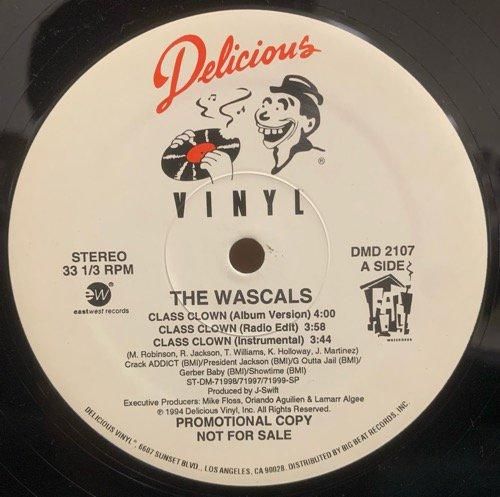 Delicious
VINYL
®
STEREO
33 1/3 RPM
ew
eastwest records
DMD 2107
A SIDE
THE WASCALS
CLASS CLOWN (Album Version) 4:00
CLASS CLOWN (Radio Edit) 3:58
CLASS CLOWN (Instrumental) 3:44
(M. Robinson, R. Jackson, T. Williams, K. Holloway, J. Martinez)
Crack ADDICT (BMI)/President Jackson (BMI)/G Outta Jail (BMI)/
Gerber Baby (BMI)/Showtime (BMI)
ST-DM-71998/71997/71999-SP
Produced by J-Swift
Executive Producers: Mike Floss, Orlando Aguilen & Lamarr Algee
℗ 1994 Delicious Vinyl, Inc. All Rights Reserved.
PROMOTIONAL COPY
NOT FOR SALE
DELICIOUS VINYL", 6607 SUNSET BLVD., LOS ANGELES, CA 90028. DISTRIBUTED BY BIG BEAT RECORDS, INC.